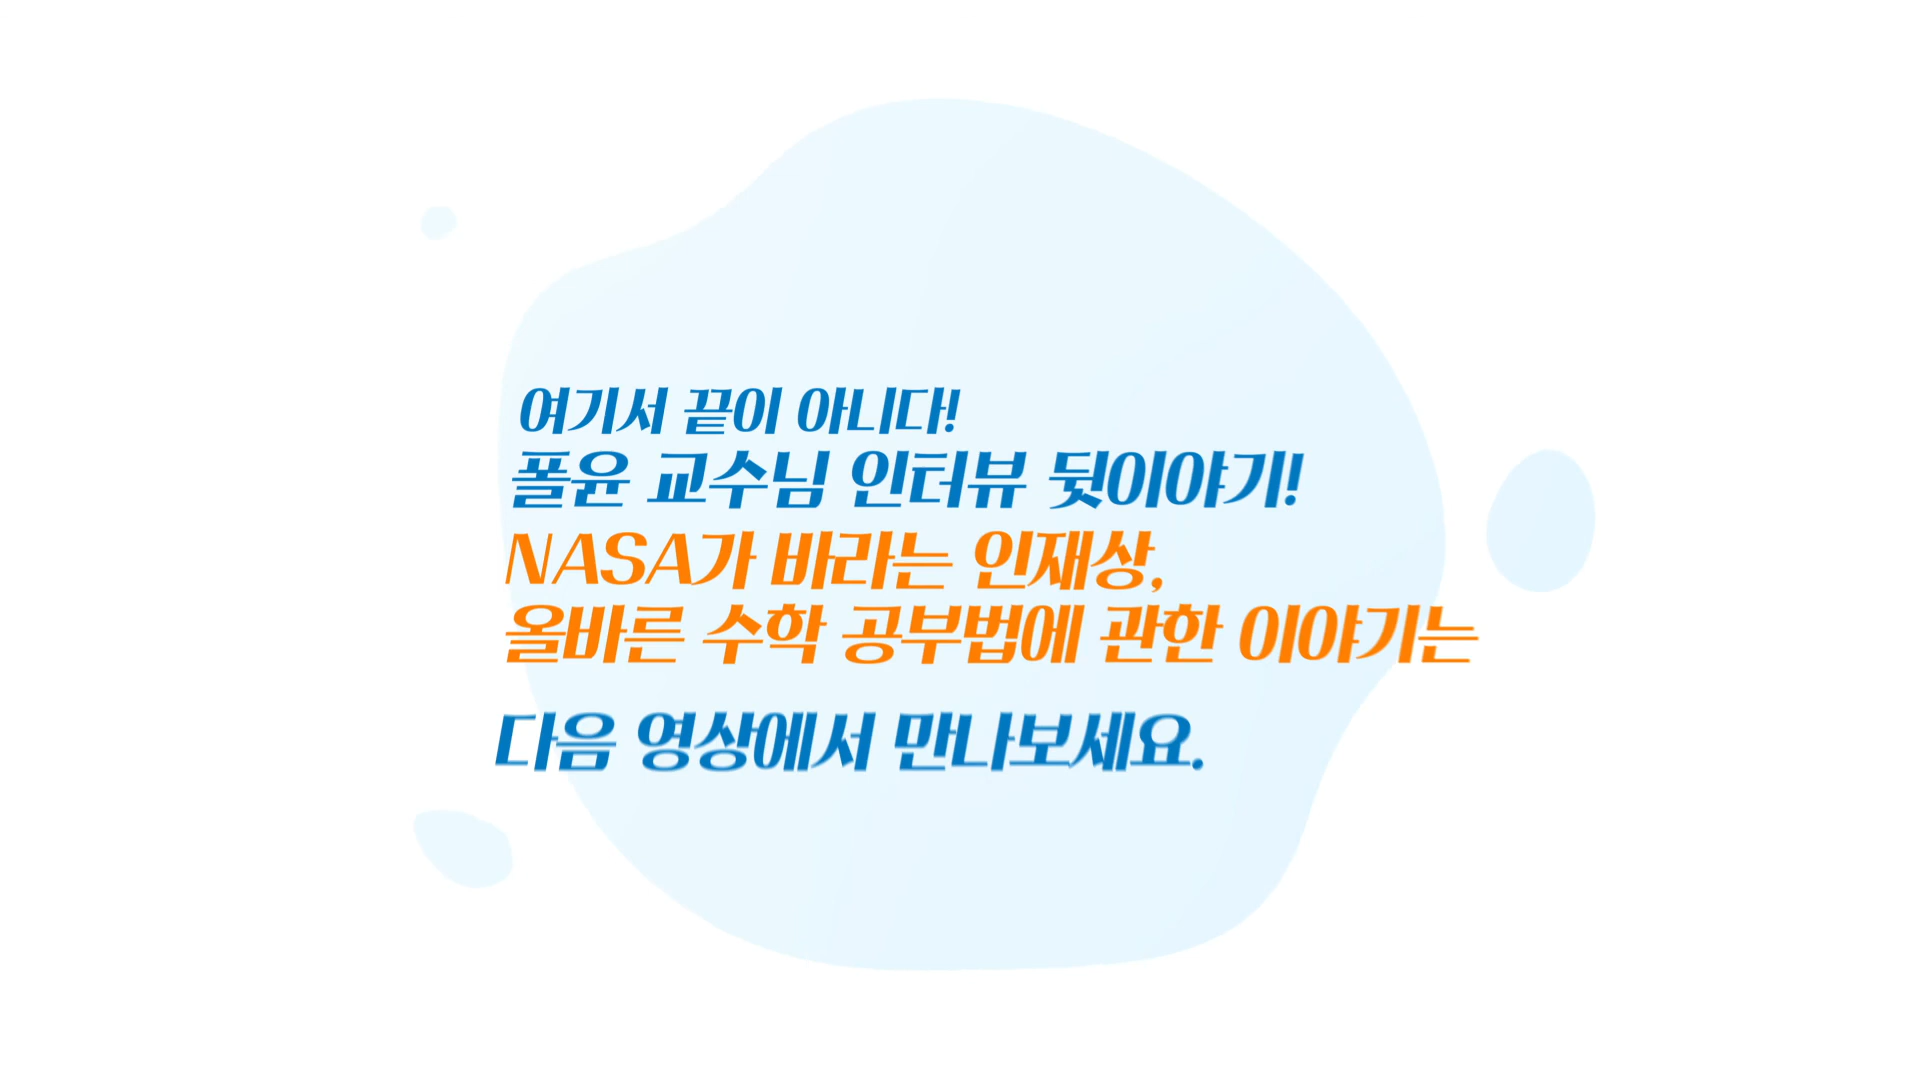 여기서 끝이 아니다!
폴윤 교수님 인터뷰 뒷이야기!
NASA가 바라는 인재상,
올바른 수학 공부법에 관한 이야기는
다음 영상에서 만나보세요.